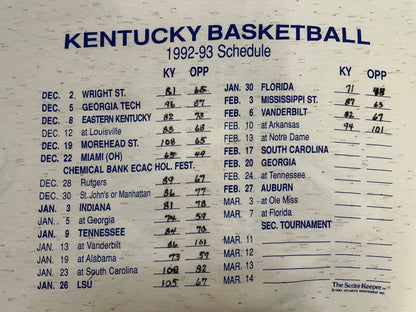 KENTUCKY BASKETBALL
1992-93 Schedule
KY OPP
DEC. 2 WRIGHT ST. 81 65
DEC. 5 GEORGIA TECH 96 87
DEC. 8 EASTERN KENTUCKY 82 73
DEC. 12 at Louisville 88 68
DEC. 19 MOREHEAD ST. 108 65
DEC. 22 MIAMI (OH) 65 49
CHEMICAL BANK ECAC HOL. FEST.
DEC. 28 Rutgers 89 67
DEC. 30 St. John's or Manhattan 86 77
JAN. 3 INDIANA 81 78
JAN. 5 at Georgia 74 59
JAN. 9 TENNESSEE 84 70
JAN. 13 at Vanderbilt 86 101
JAN. 19 at Alabama 73 59
JAN. 23 at South Carolina 108 82
JAN. 26 LSU 105 67
KY OPP
JAN. 30 FLORIDA 71
FEB. 3 MISSISSIPPI ST. 87 63
FEB. 6 VANDERBILT 82 67
FEB. 10 at Arkansas 94 101
FEB. 13 at Notre Dame
FEB. 17 SOUTH CAROLINA
FEB. 20 GEORGIA
FEB. 24 at Tennessee
FEB. 27 AUBURN
MAR. 3 at Ole Miss
MAR. 7 at Florida
SEC. TOURNAMENT
MAR. 11
MAR. 12
MAR. 13
MAR. 14
The Score Keeper